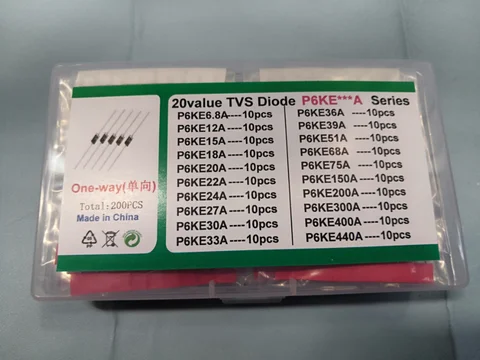 20value TVS Diode P6KE***A Series
P6KE6.8A----10pcs
P6KE12A----10pcs
P6KE15A----10pcs
P6KE18A----10pcs
P6KE20A----10pcs
P6KE22A----10pcs
P6KE24A----10pcs
P6KE27A----10pcs
P6KE30A----10pcs
P6KE33A----10pcs
P6KE36A ----10pcs
P6KE39A ----10pcs
P6KE51A ----10pcs
P6KE68A ----10pcs
P6KE75A ----10pcs
P6KE150A----10pcs
P6KE200A----10pcs
P6KE300A----10pcs
P6KE400A----10pcs
P6KE440A ----10pcs
One-way(单向)
Total:200PCS
Made in China